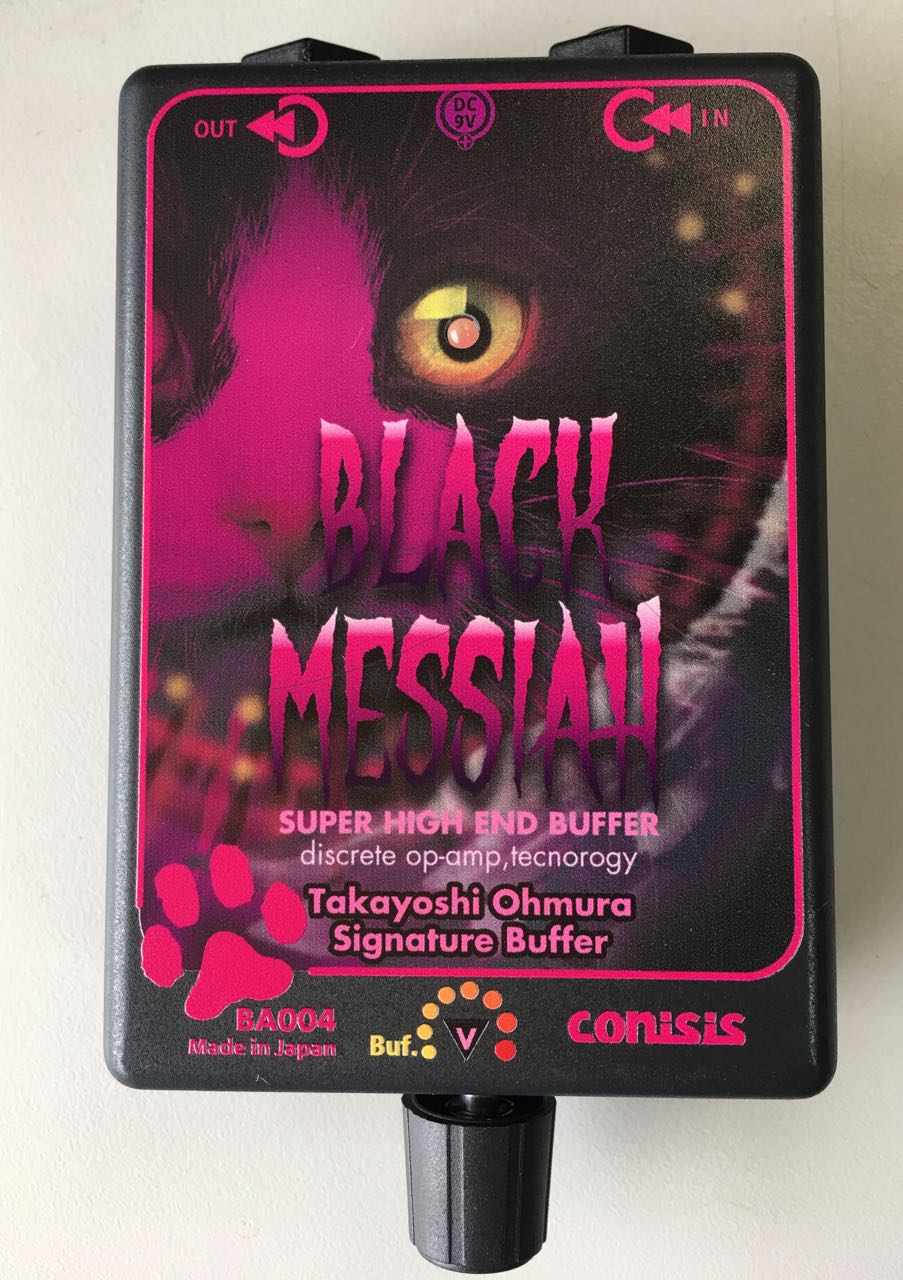 OUT
DC
9V
IN
BLACK
MESSIAH
SUPER HIGH END BUFFER
discrete op-amp,tecnorogy
Takayoshi Ohmura
Signature Buffer
BA004
Made in Japan
Buf.
V
conisis